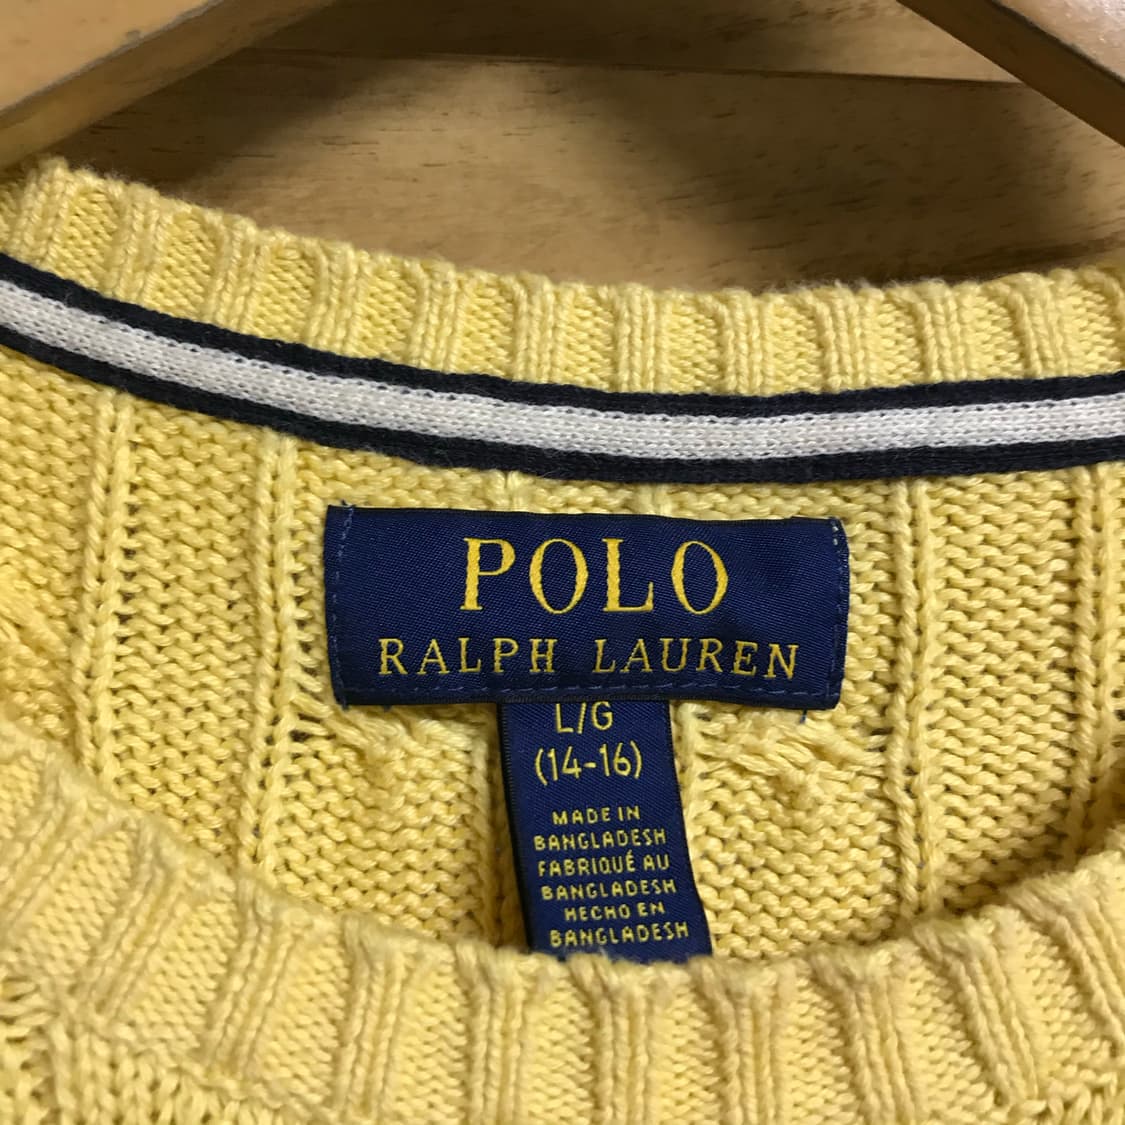 POLO
RALPH LAUREN
L/G
(14-16)
MADE IN
BANGLADESH
FABRIQUÉ AU
BANGLADESH
HECHO EN
BANGLADESH